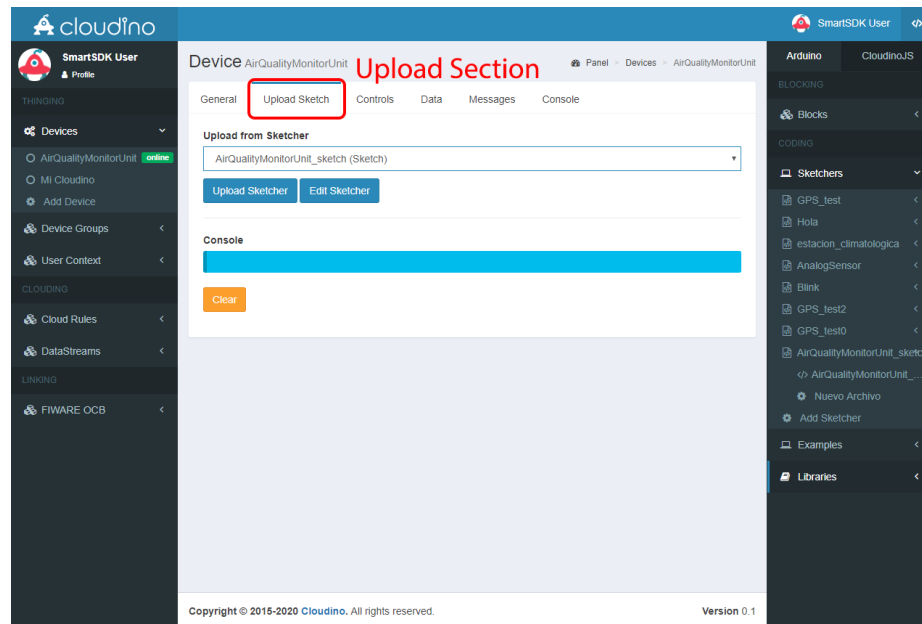 cloudino
SmartSDK User
SmartSDK User
Profile
Device AirQualityMonitorUnit
Upload Section
Panel > Devices > AirQualityMonitorUnit
Arduino
CloudinoJS
THINGING
Devices
AirQualityMonitorUnit online
Mi Cloudino
Add Device
Device Groups
User Context
CLOUDING
Cloud Rules
DataStreams
LINKING
FIWARE OCB
General
Upload Sketch
Controls
Data
Messages
Console
Upload from Sketcher
AirQualityMonitorUnit_sketch (Sketch)
Upload Sketcher
Edit Sketcher
Console
Clear
BLOCKING
Blocks
CODING
Sketchers
GPS_test
Hola
estacion_climatologica
AnalogSensor
Blink
GPS_test2
GPS_test0
AirQualityMonitorUnit_sketc
</> AirQualityMonitorUnit_...
Nuevo Archivo
Add Sketcher
Examples
Libraries
Copyright © 2015-2020 Cloudino. All rights reserved.
Version 0.1